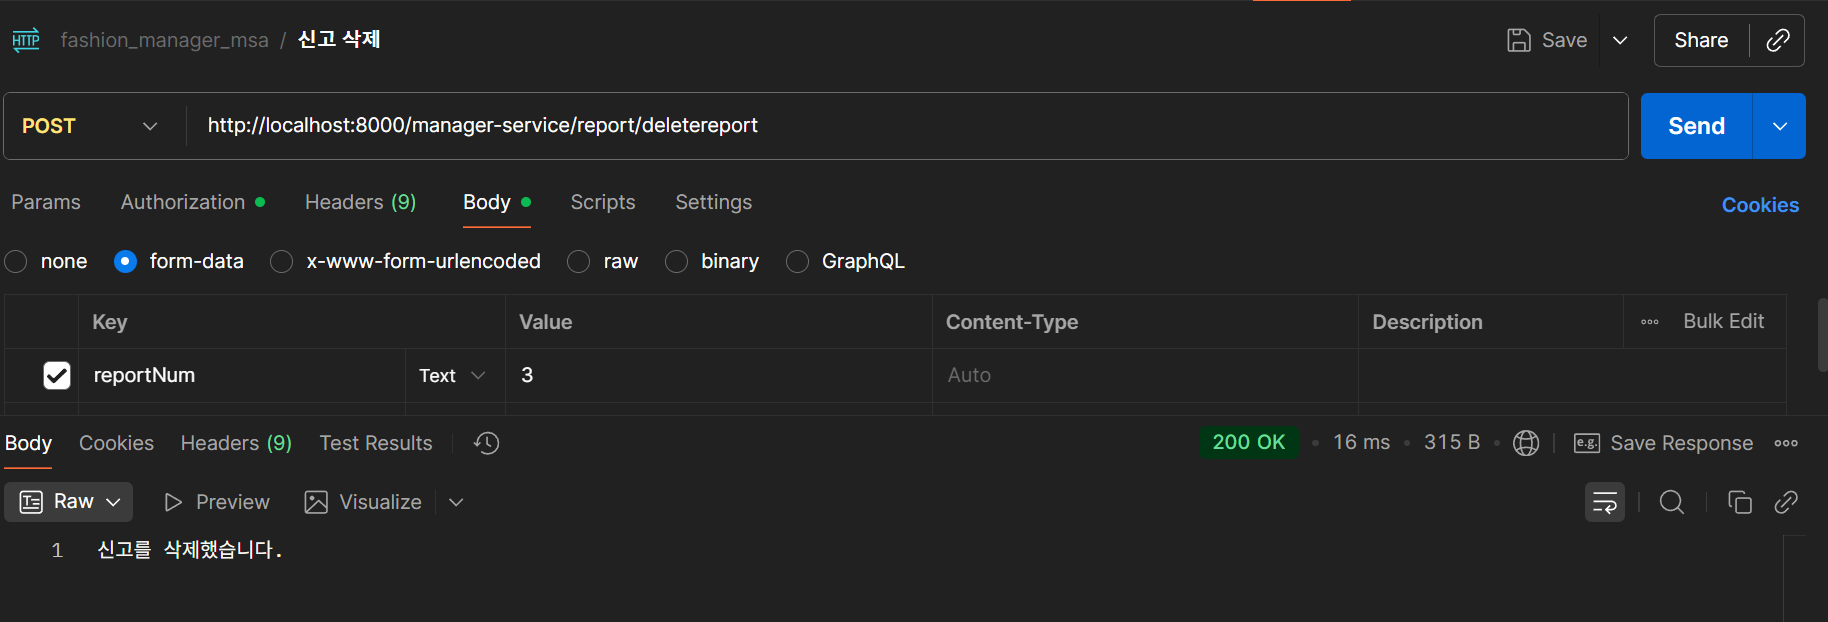 HTTP fashion_manager_msa / 신고 삭제 Save Share
POST http://localhost:8000/manager-service/report/deletereport Send
Params Authorization Headers (9) Body Scripts Settings Cookies
none form-data x-www-form-urlencoded raw binary GraphQL
Key Value Content-Type Description Bulk Edit
reportNum Text 3 Auto
Body Cookies Headers (9) Test Results 200 OK 16 ms 315 B e.g. Save Response
Raw Preview Visualize
1 신고를 삭제했습니다.